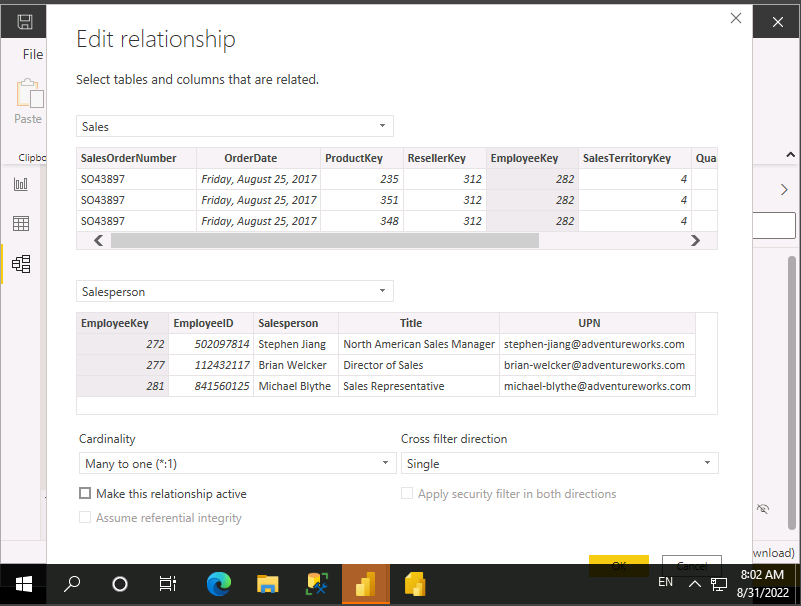 Edit relationship
File
Select tables and columns that are related.
Paste
Clipbo
Sales
SalesOrderNumber OrderDate ProductKey ResellerKey EmployeeKey SalesTerritoryKey Qua
SO43897 Friday, August 25, 2017 235 312 282 4
SO43897 Friday, August 25, 2017 351 312 282 4
SO43897 Friday, August 25, 2017 348 312 282 4
Salesperson
EmployeeKey EmployeeID Salesperson Title UPN
272 502097814 Stephen Jiang North American Sales Manager stephen-jiang@adventureworks.com
277 112432117 Brian Welcker Director of Sales brian-welcker@adventureworks.com
281 841560125 Michael Blythe Sales Representative michael-blythe@adventureworks.com
Cardinality Cross filter direction
Many to one (*:1) Single
Make this relationship active Apply security filter in both directions
Assume referential integrity
wnload)
OK Cancel
EN 8:02 AM
8/31/2022